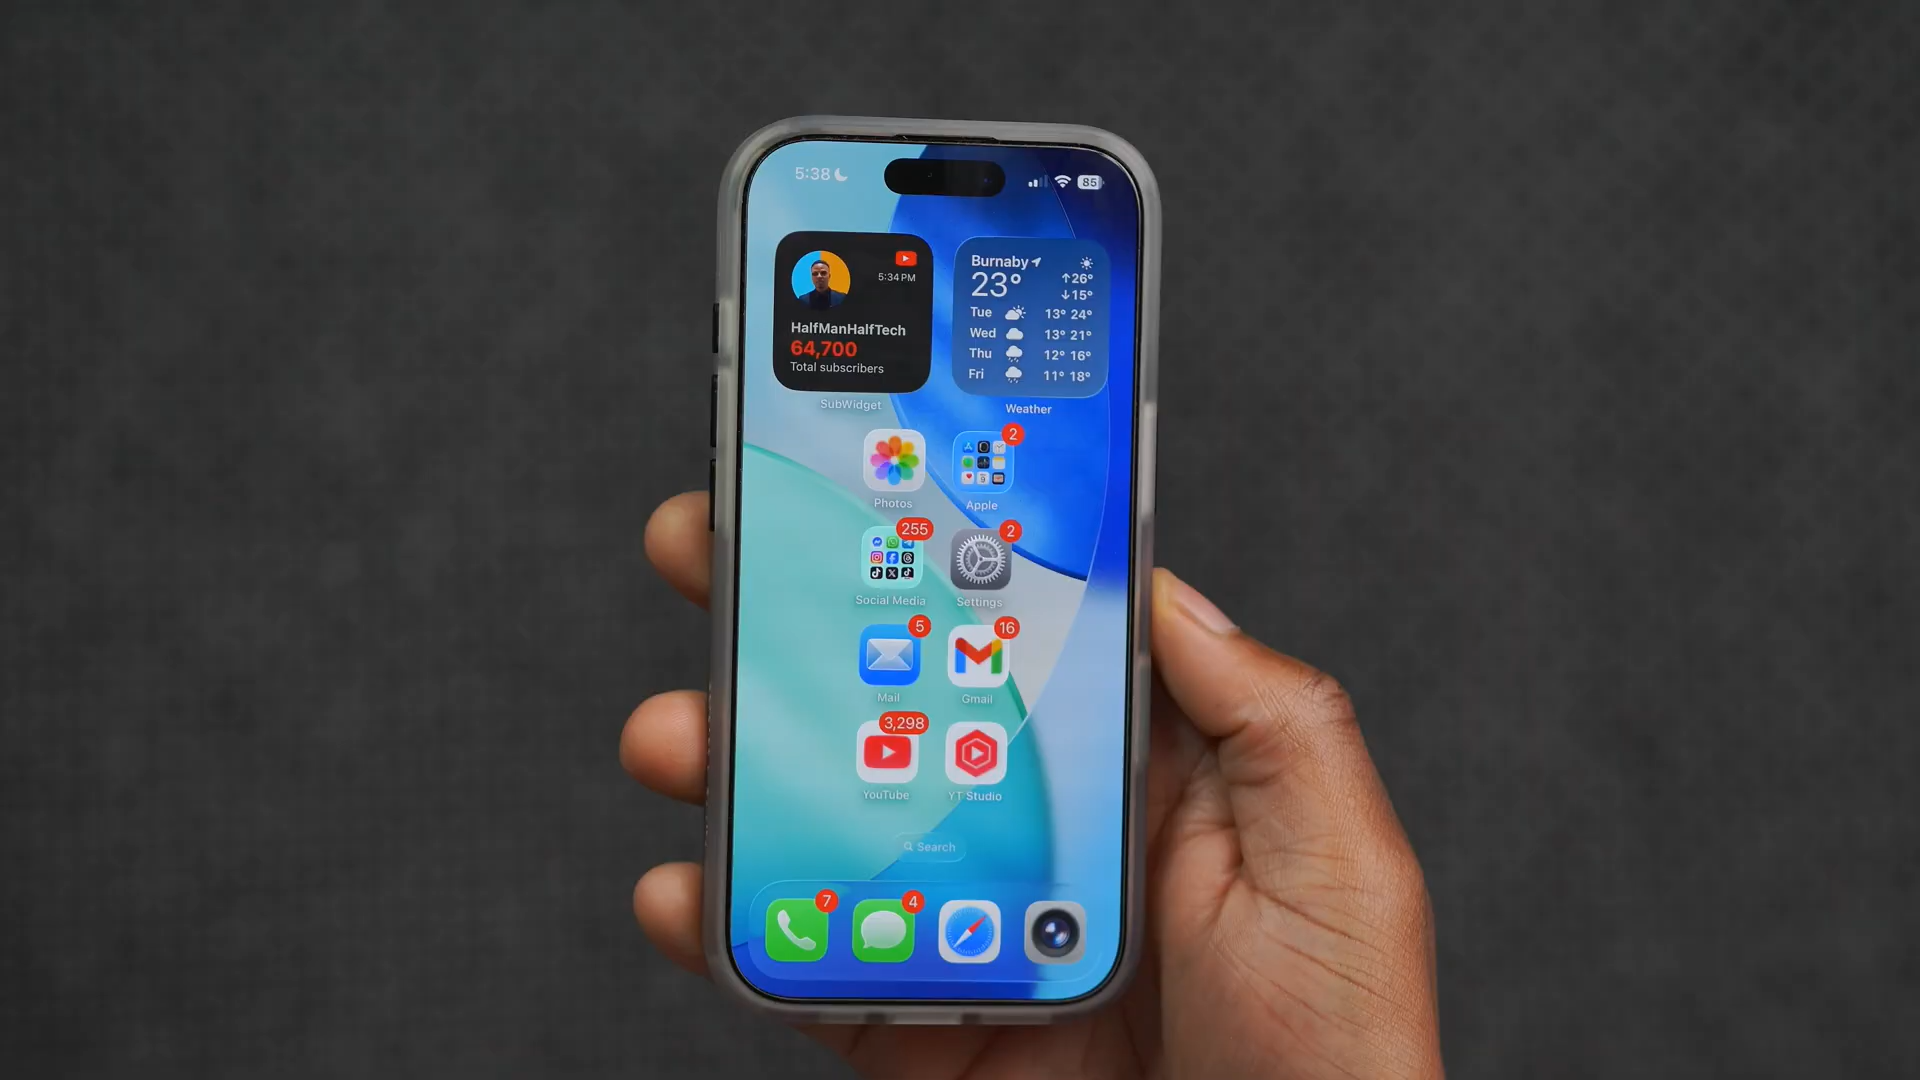 5:38
85
5:34 PM
HalfManHalfTech
64,700
Total subscribers
SubWidget
Burnaby
23°
↑26°
↓15°
Tue 13° 24°
Wed 13° 21°
Thu 12° 16°
Fri 11° 18°
Weather
2
Photos
Apple
255
2
Social Media
Settings
5
16
Mail
Gmail
3,298
YouTube
YT Studio
Search
7
4